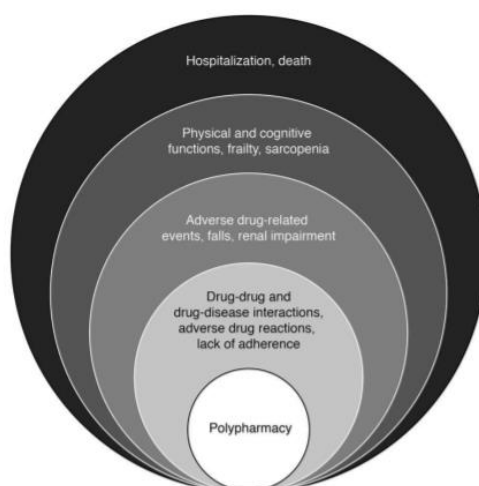 Hospitalization, death
Physical and cognitive
functions, frailty, sarcopenia
Adverse drug-related
events, falls, renal impairment
Drug-drug and
drug-disease interactions,
adverse drug reactions,
lack of adherence
Polypharmacy